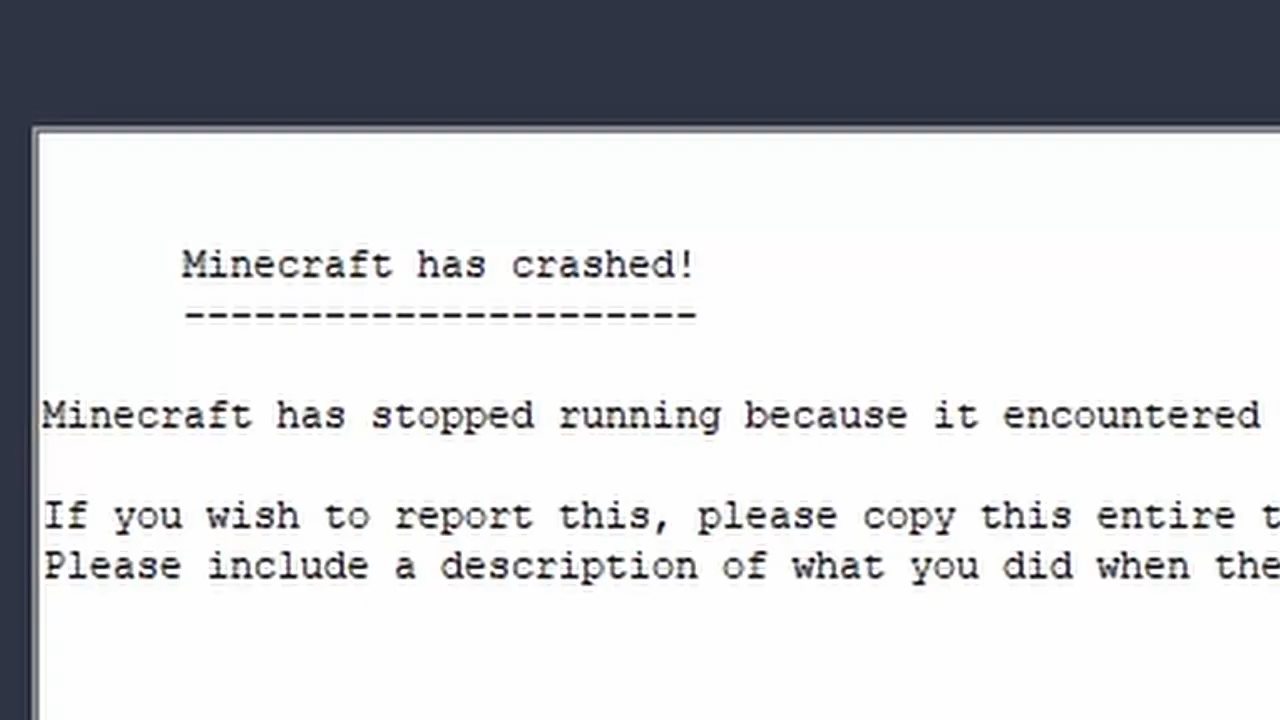 Minecraft has crashed!
----------------------
Minecraft has stopped running because it encountered
If you wish to report this, please copy this entire
Please include a description of what you did when the